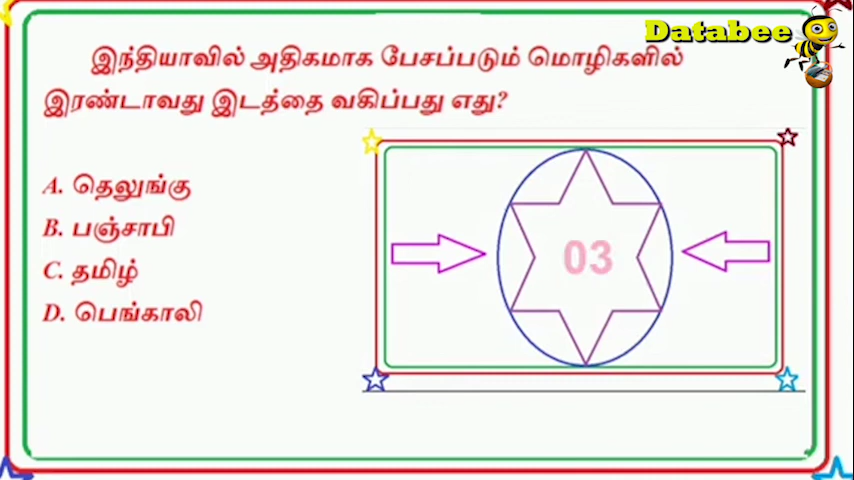 Databee
இந்தியாவில் அதிகமாக பேசப்படும் மொழிகளில்
இரண்டாவது இடத்தை வகிப்பது எது?
A. தெலுங்கு
B. பஞ்சாபி
C. தமிழ்
D. பெங்காலி
03